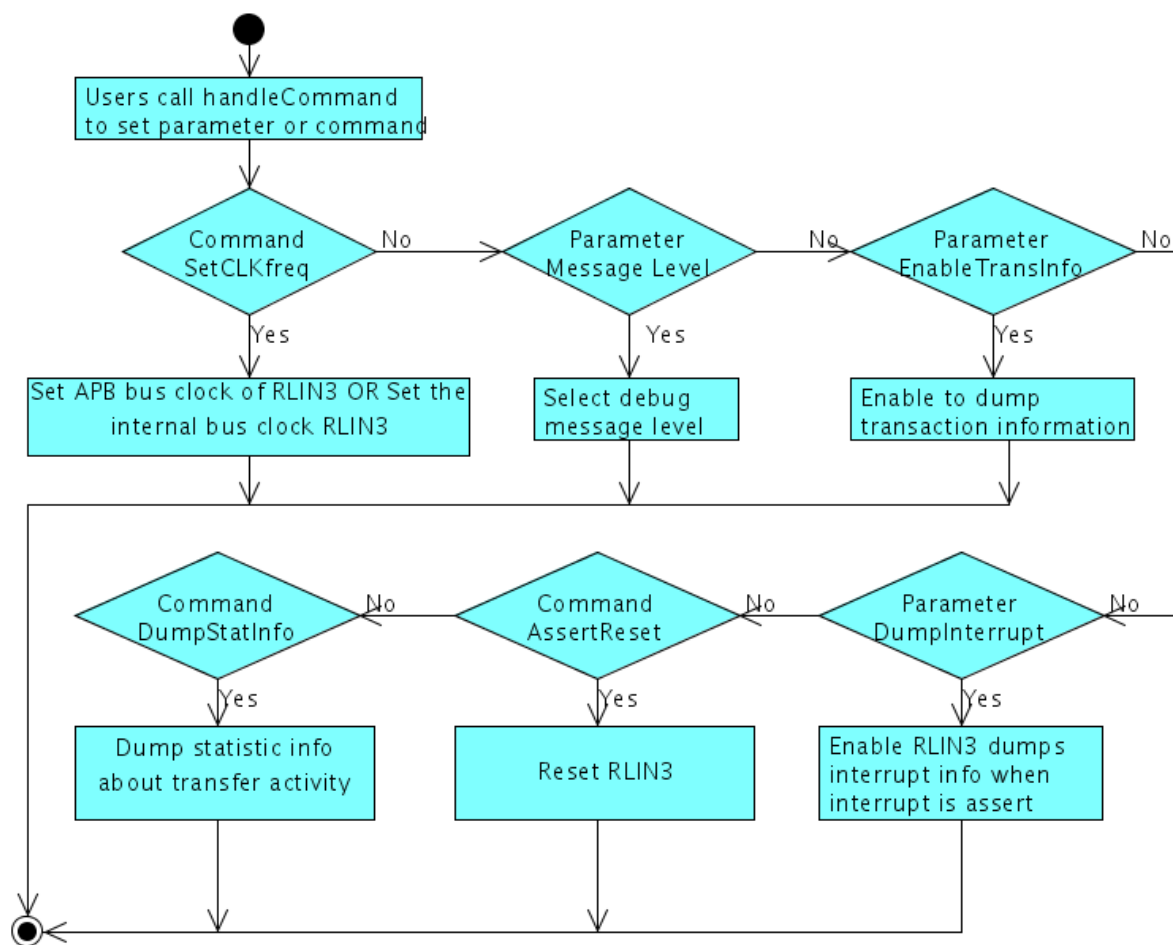 Users call handleCommand
to set parameter or command
Command
SetCLKfreq
No
Parameter
Message Level
No
Parameter
EnableTransInfo
No
Yes
Yes
Yes
Set APB bus clock of RLIN3 OR Set the
internal bus clock RLIN3
Select debug
message level
Enable to dump
transaction information
Command
DumpStatInfo
No
Command
AssertReset
No
Parameter
DumpInterrupt
No
Yes
Yes
Yes
Dump statistic info
about transfer activity
Reset RLIN3
Enable RLIN3 dumps
interrupt info when
interrupt is assert